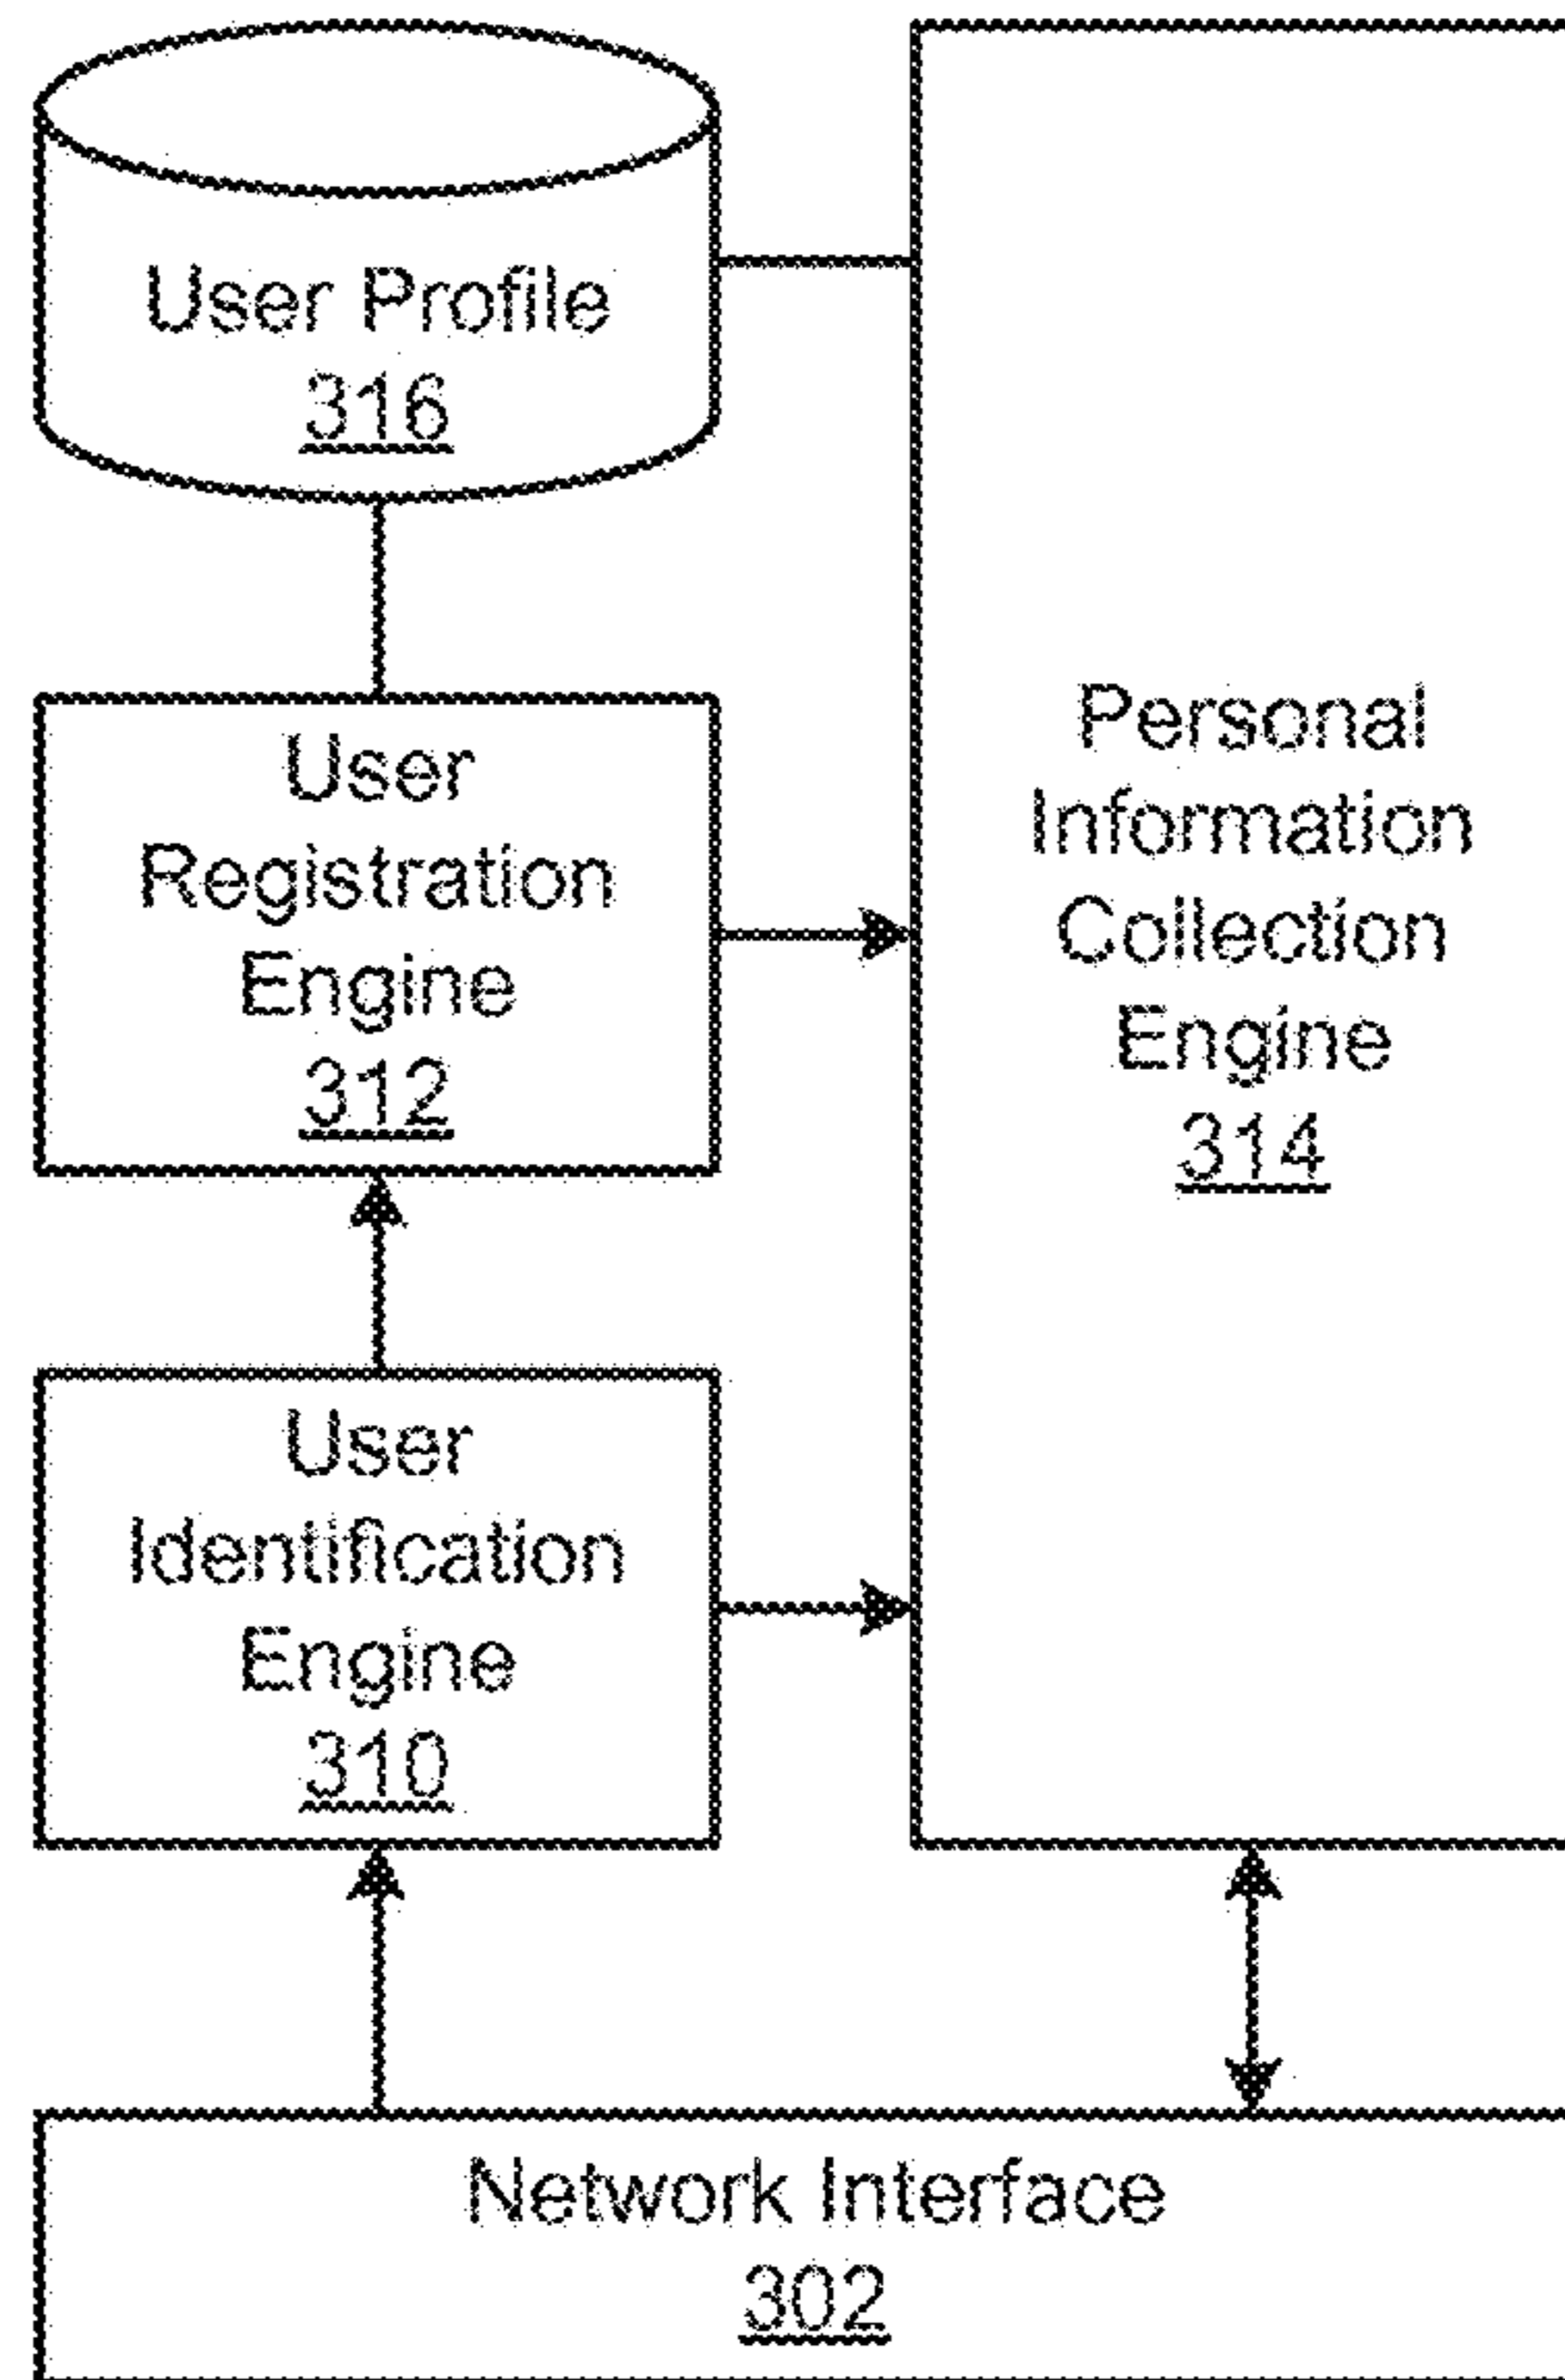 User Profile
316
User
Registration
Engine
312
Personal
Information
Collection
Engine
314
User
Identification
Engine
310
Network Interface
302